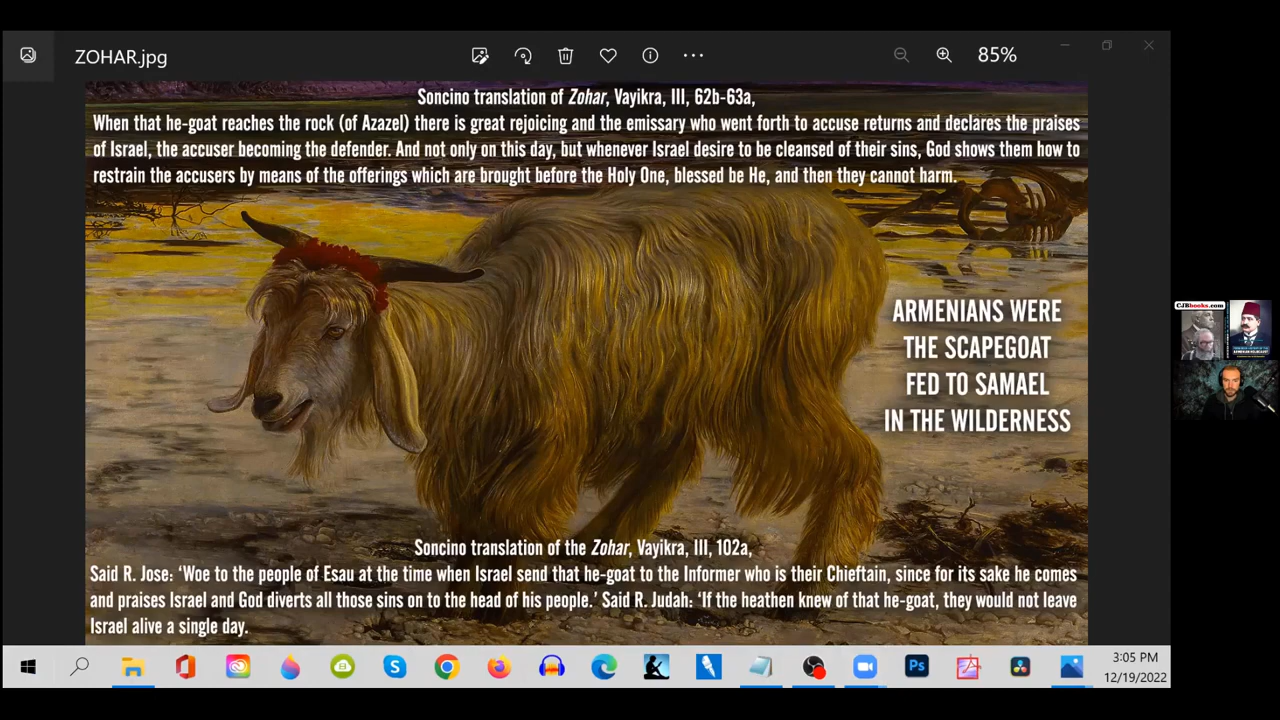 ZOHAR.jpg
85%
Soncino translation of Zohar, Vayikra, III, 62b-63a,
When that he-goat reaches the rock (of Azazel) there is great rejoicing and the emissary who went forth to accuse returns and declares the praises
of Israel, the accuser becoming the defender. And not only on this day, but whenever Israel desire to be cleansed of their sins, God shows them how to
restrain the accusers by means of the offerings which are brought before the Holy One, blessed be He, and then they cannot harm.
CJBbooks.com
ARMENIANS WERE
THE SCAPEGOAT
FED TO SAMAEL
IN THE WILDERNESS
Soncino translation of the Zohar, Vayikra, III, 102a,
Said R. Jose: ‘Woe to the people of Esau at the time when Israel send that he-goat to the Informer who is their Chieftain, since for its sake he comes
and praises Israel and God diverts all those sins on to the head of his people.’ Said R. Judah: ‘If the heathen knew of that he-goat, they would not leave
Israel alive a single day.
Ps
3:05 PM
12/19/2022